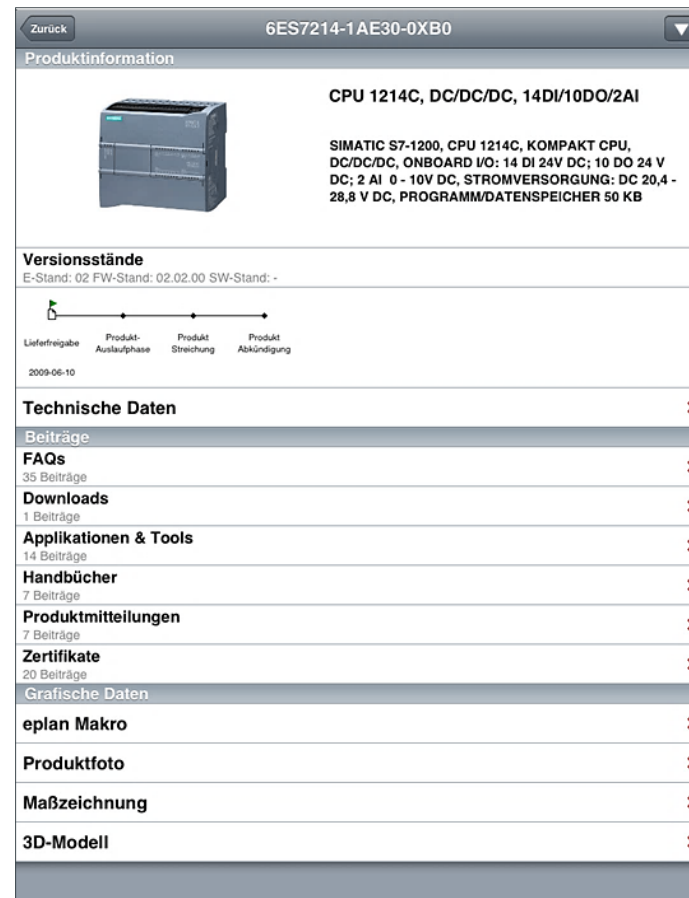 Zurück
6ES7214-1AE30-0XB0
Produktinformation
CPU 1214C, DC/DC/DC, 14DI/10DO/2AI
SIMATIC S7-1200, CPU 1214C, KOMPAKT CPU,
DC/DC/DC, ONBOARD I/O: 14 DI 24V DC; 10 DO 24 V
DC; 2 AI 0 - 10V DC, STROMVERSORGUNG: DC 20,4 -
28,8 V DC, PROGRAMM/DATENSPEICHER 50 KB
Versionsstände
E-Stand: 02 FW-Stand: 02.02.00 SW-Stand: -
Lieferfreigabe
Produkt-
Auslaufphase
Produkt
Streichung
Produkt
Abkündigung
2009-06-10
Technische Daten
Beiträge
FAQs
35 Beiträge
Downloads
1 Beiträge
Applikationen & Tools
14 Beiträge
Handbücher
7 Beiträge
Produktmitteilungen
7 Beiträge
Zertifikate
20 Beiträge
Grafische Daten
eplan Makro
Produktfoto
Maßzeichnung
3D-Modell